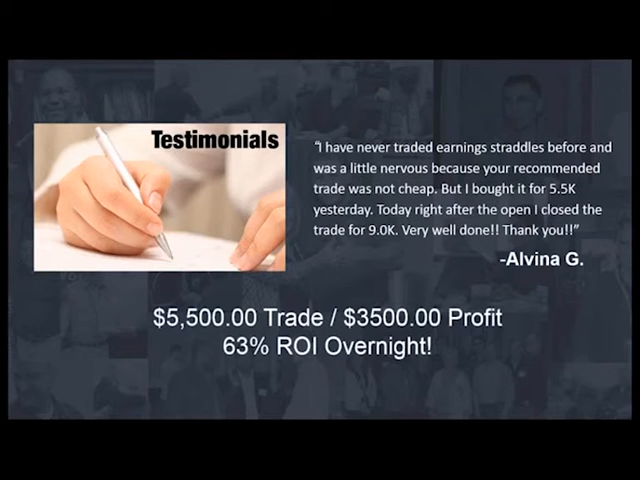 Testimonials
“I have never traded earnings straddles before and
was a little nervous because your recommended
trade was not cheap. But I bought it for 5.5K
yesterday. Today right after the open I closed the
trade for 9.0K. Very well done!! Thank you!!”
-Alvina G.
$5,500.00 Trade / $3500.00 Profit
63% ROI Overnight!